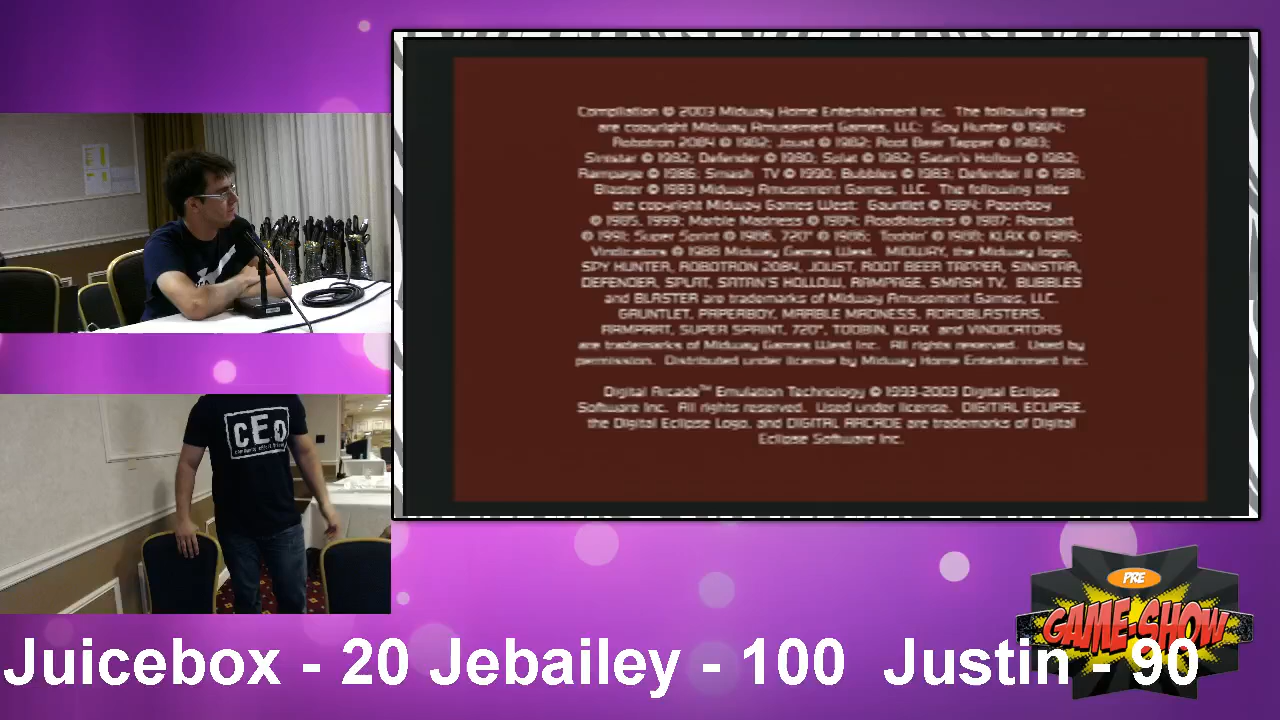 Compilation © 2003 Midway Home Entertainment Inc. The following titles
are copyright Midway Amusement Games, LLC: Spy Hunter © 1984;
Robotron 2084 © 1982; Joust © 1982; Root Beer Tapper © 1983;
Sinistar © 1982; Defender © 1980; Splat © 1982; Satan's Hollow © 1982;
Rampage © 1986; Smash TV © 1990; Bubbles © 1983; Defender II © 1981;
Blaster © 1983 Midway Amusement Games, LLC. The following titles
are copyright Midway Games West: Gauntlet © 1984; Paperboy
© 1985, 1999; Marble Madness © 1984; Roadblasters © 1987; Rampart
© 1991; Super Sprint © 1986, 720° © 1986; Toobin' © 1988; KLAX © 1989;
Vindicators © 1988 Midway Games West. MIDWAY, the Midway logo,
SPY HUNTER, ROBOTRON 2084, JOUST, ROOT BEER TAPPER, SINISTAR,
DEFENDER, SPLAT, SATAN'S HOLLOW, RAMPAGE, SMASH TV, BUBBLES
and BLASTER are trademarks of Midway Amusement Games, LLC.
GAUNTLET, PAPERBOY, MARBLE MADNESS, ROADBLASTERS,
RAMPART, SUPER SPRINT, 720°, TOOBIN, KLAX and VINDICATORS
are trademarks of Midway Games West Inc. All rights reserved. Used by
permission. Distributed under license by Midway Home Entertainment Inc.
Digital Arcade™ Emulation Technology © 1993-2003 Digital Eclipse
Software Inc. All rights reserved. Used under license. DIGITAL ECLIPSE,
the Digital Eclipse Logo, and DIGITAL ARCADE are trademarks of Digital
Eclipse Software Inc.
CEO
PRE
GAME-SHOW
Juicebox - 20 Jebailey - 100 Justin - 90